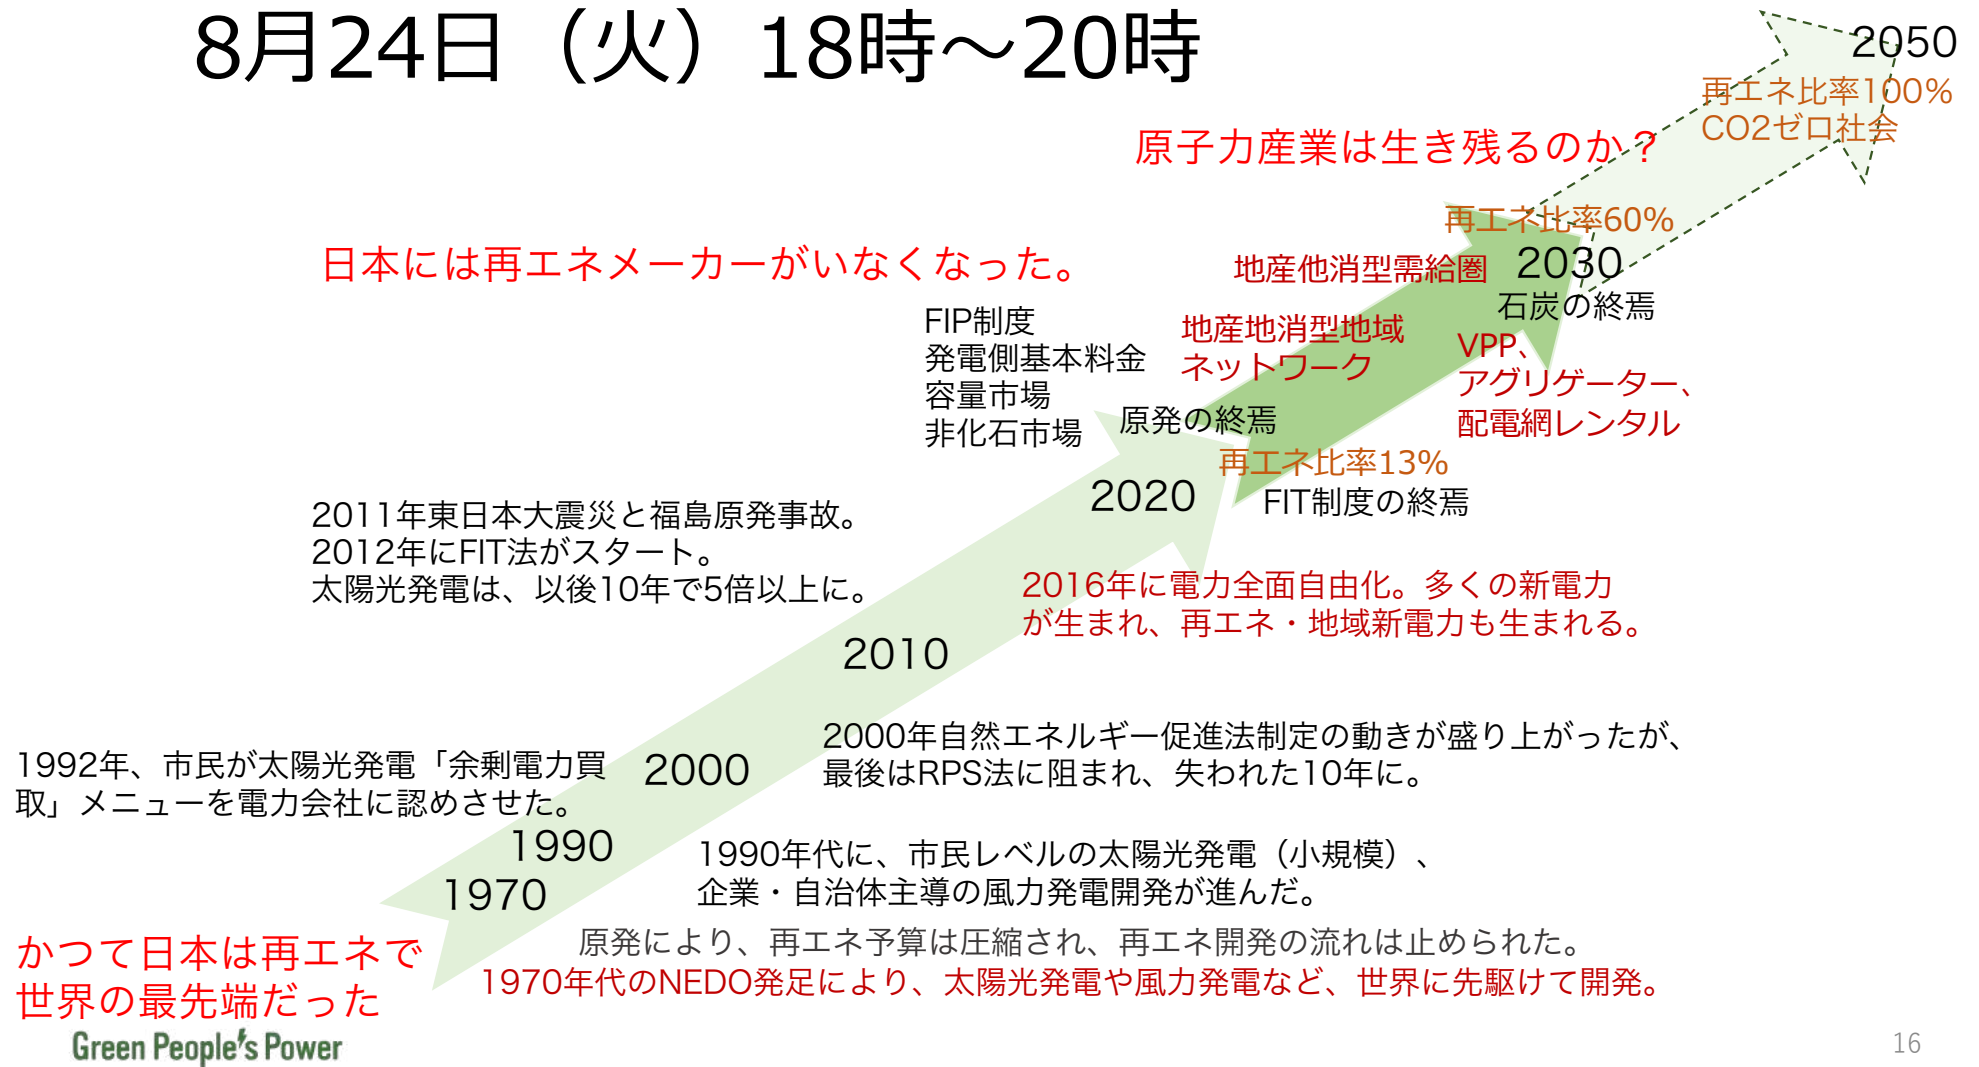 8月24日（火）18時～20時
2050
再エネ比率100%
CO2ゼロ社会
原子力産業は生き残るのか？
再エネ比率60%
日本には再エネメーカーがいなくなった。
地産他消型需給圏
2030
石炭の終焉
FIP制度
発電側基本料金
容量市場
非化石市場
地産地消型地域
ネットワーク
VPP、
アグリゲーター、
配電網レンタル
原発の終焉
再エネ比率13%
2020
FIT制度の終焉
2011年東日本大震災と福島原発事故。
2012年にFIT法がスタート。
太陽光発電は、以後10年で5倍以上に。
2016年に電力全面自由化。多くの新電力
が生まれ、再エネ・地域新電力も生まれる。
2010
2000年自然エネルギー促進法制定の動きが盛り上がったが、
最後はRPS法に阻まれ、失われた10年に。
1992年、市民が太陽光発電「余剰電力買
取」メニューを電力会社に認めさせた。
2000
1990
1990年代に、市民レベルの太陽光発電（小規模）、
企業・自治体主導の風力発電開発が進んだ。
1970
かつて日本は再エネで
世界の最先端だった
原発により、再エネ予算は圧縮され、再エネ開発の流れは止められた。
1970年代のNEDO発足により、太陽光発電や風力発電など、世界に先駆けて開発。
Green People's Power
16